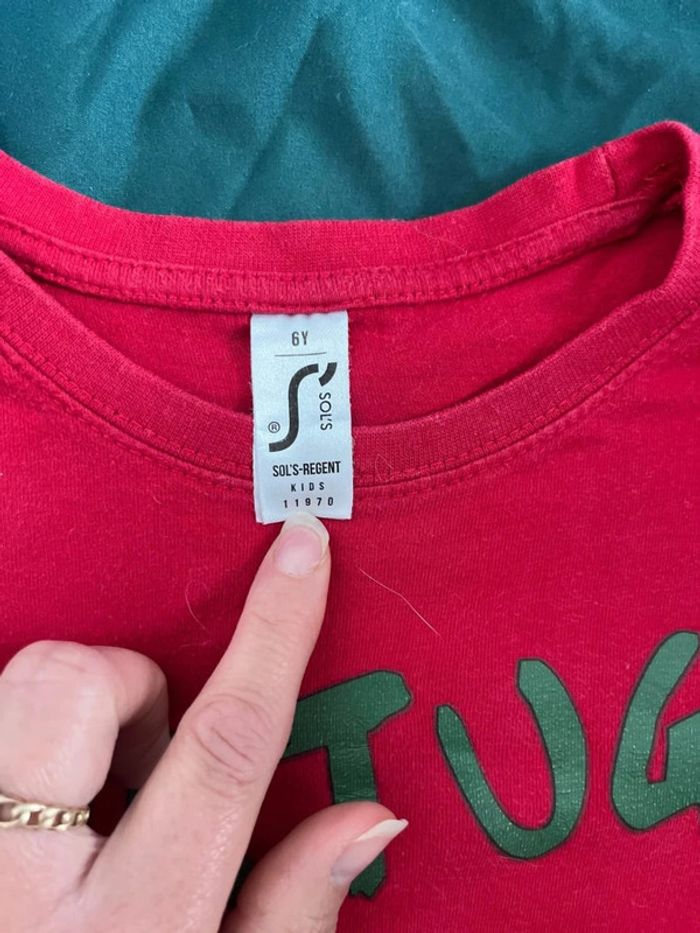 6Y
SOL'S
®
SOL'S-REGENT
KIDS
11970
TUG